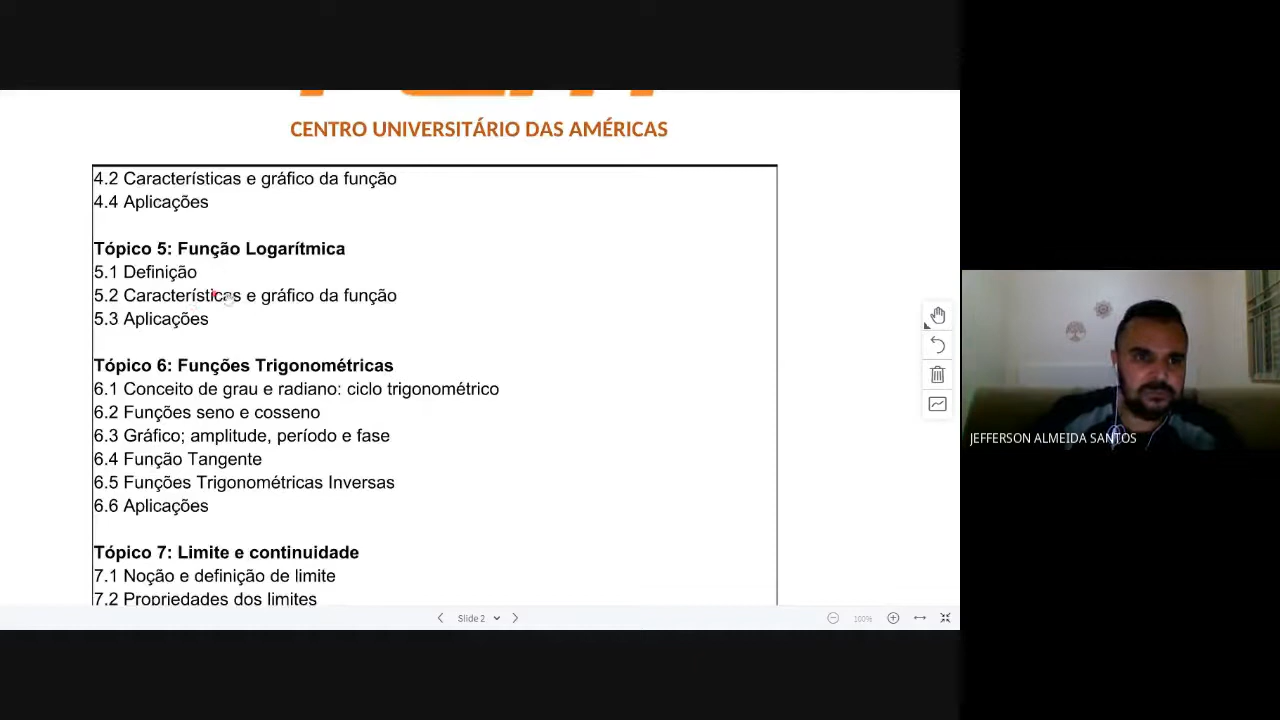 CENTRO UNIVERSITÁRIO DAS AMÉRICAS
4.2 Características e gráfico da função
4.4 Aplicações
Tópico 5: Função Logarítmica
5.1 Definição
5.2 Características e gráfico da função
5.3 Aplicações
Tópico 6: Funções Trigonométricas
6.1 Conceito de grau e radiano: ciclo trigonométrico
6.2 Funções seno e cosseno
6.3 Gráfico; amplitude, período e fase
6.4 Função Tangente
6.5 Funções Trigonométricas Inversas
6.6 Aplicações
Tópico 7: Limite e continuidade
7.1 Noção e definição de limite
7.2 Propriedades dos limites
Slide 2
100%
JEFFERSON ALMEIDA SANTOS